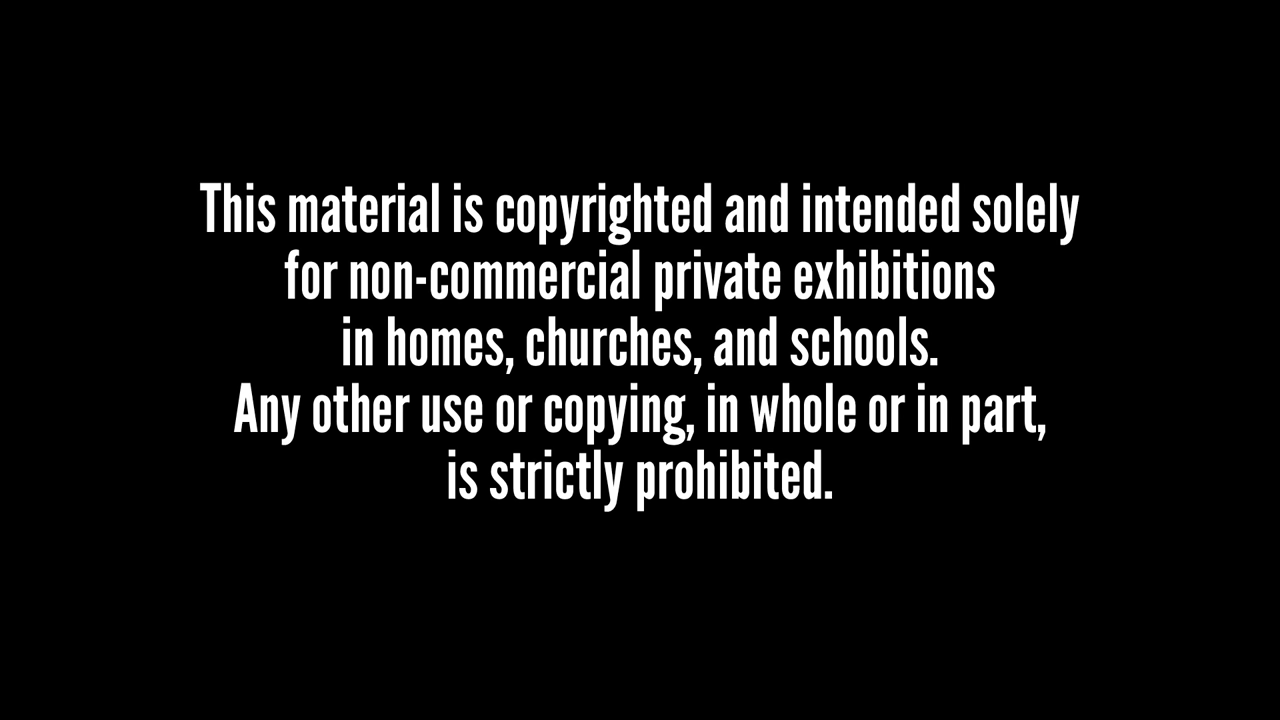 This material is copyrighted and intended solely
for non-commercial private exhibitions
in homes, churches, and schools.
Any other use or copying, in whole or in part,
is strictly prohibited.